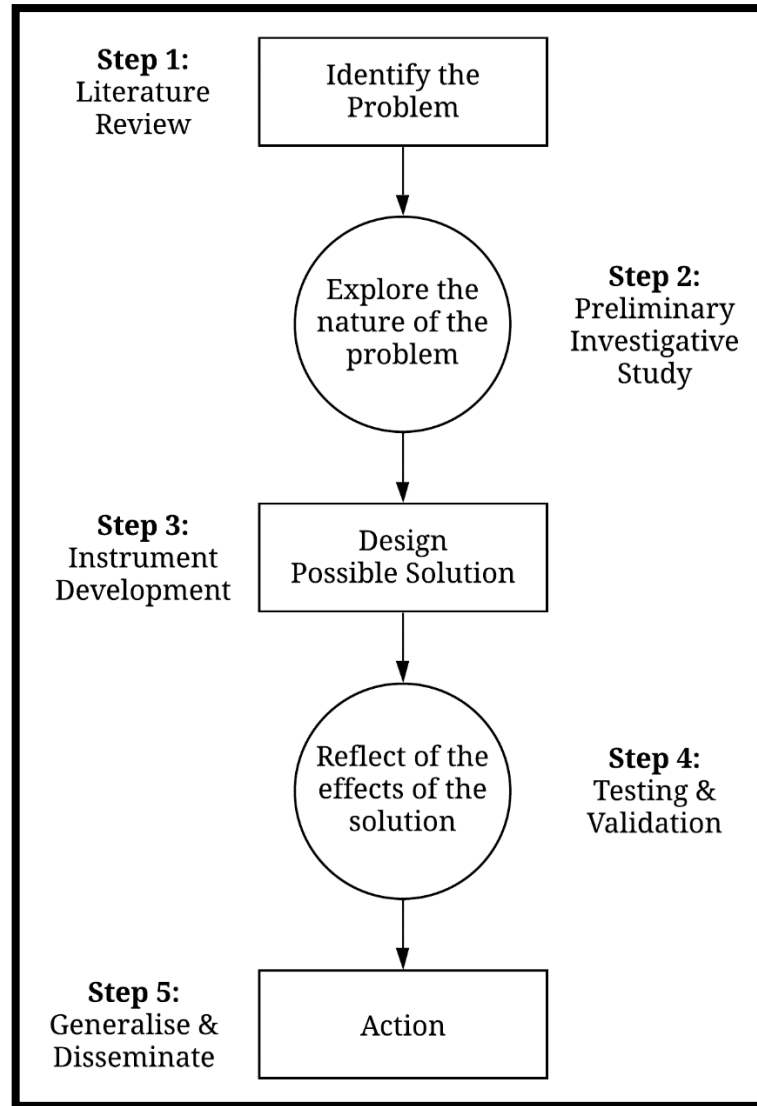 Step 1:
Literature
Review
Identify the
Problem
Explore the
nature of the
problem
Step 2:
Preliminary
Investigative
Study
Step 3:
Instrument
Development
Design
Possible Solution
Reflect of the
effects of the
solution
Step 4:
Testing &
Validation
Step 5:
Generalise &
Disseminate
Action